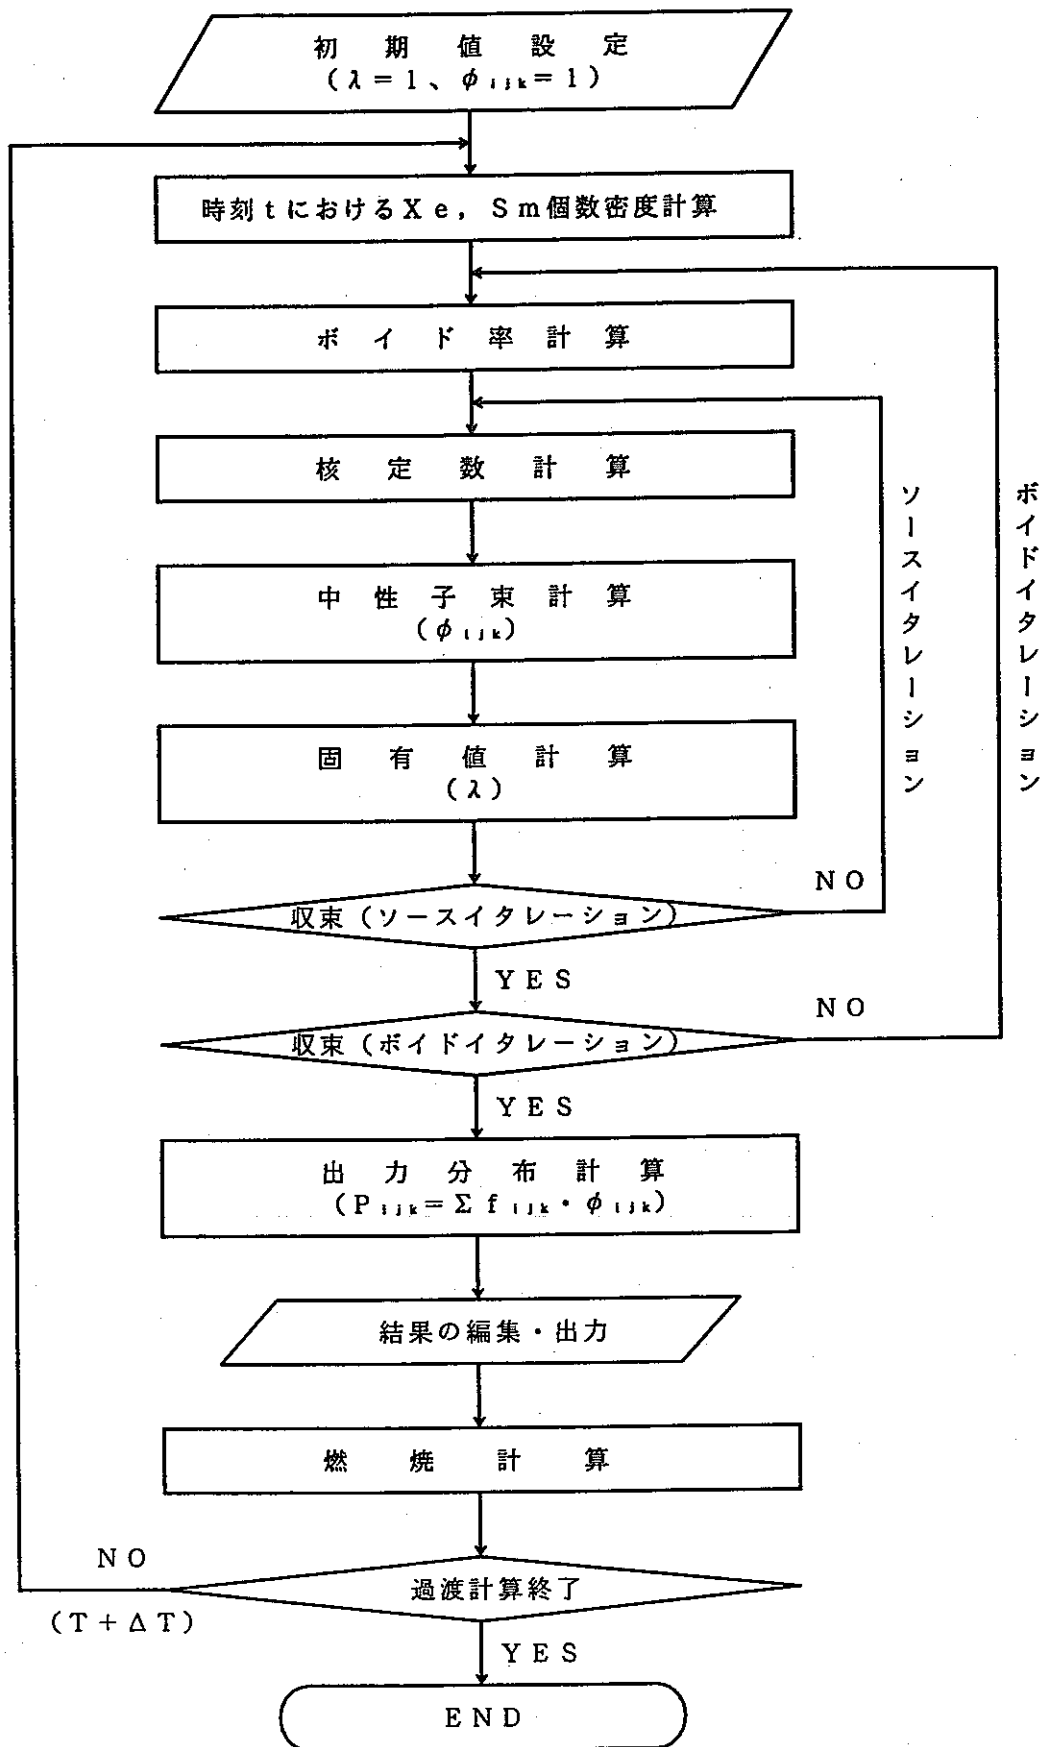 初期値設定
(λ=1、φijk=1)
時刻tにおけるXe, Sm個数密度計算
ボイド率計算
核定数計算
中性子束計算
(φijk)
固有値計算
(λ)
ソースイタレーション
ボイドイタレーション
NO
収束(ソースイタレーション)
YES
NO
収束(ボイドイタレーション)
YES
出力分布計算
(Pijk=Σfijk・φijk)
結果の編集・出力
燃焼計算
NO
過渡計算終了
(T+ΔT)
YES
END